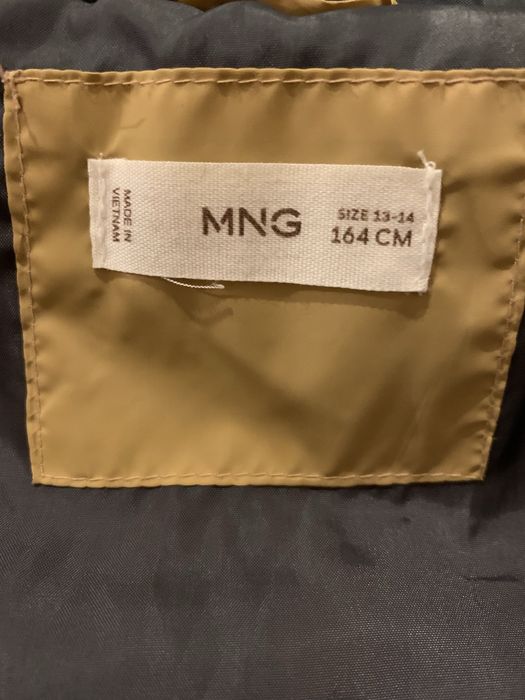 MADE IN
VIETNAM
MNG
SIZE 13-14
164 CM